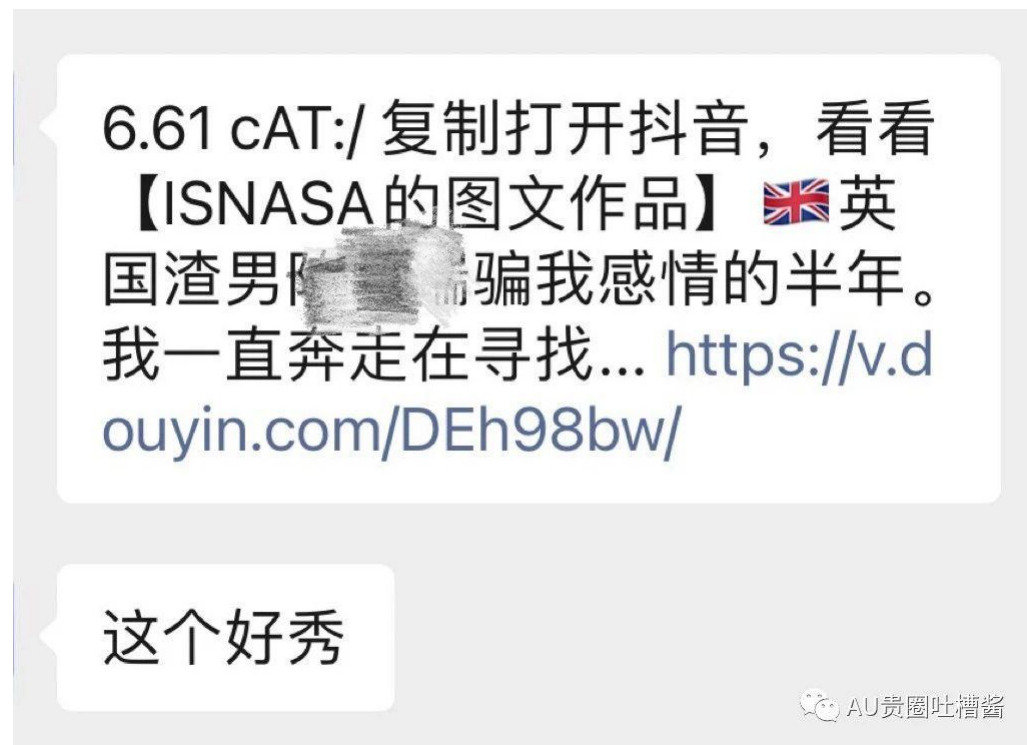 6.61 cAT:/ 复制打开抖音，看看
【ISNASA的图文作品】🇬🇧英
国渣男 骗我感情的半年。
我一直奔走在寻找... https://v.d
ouyin.com/DEh98bw/
这个好秀
AU贵圈吐槽酱